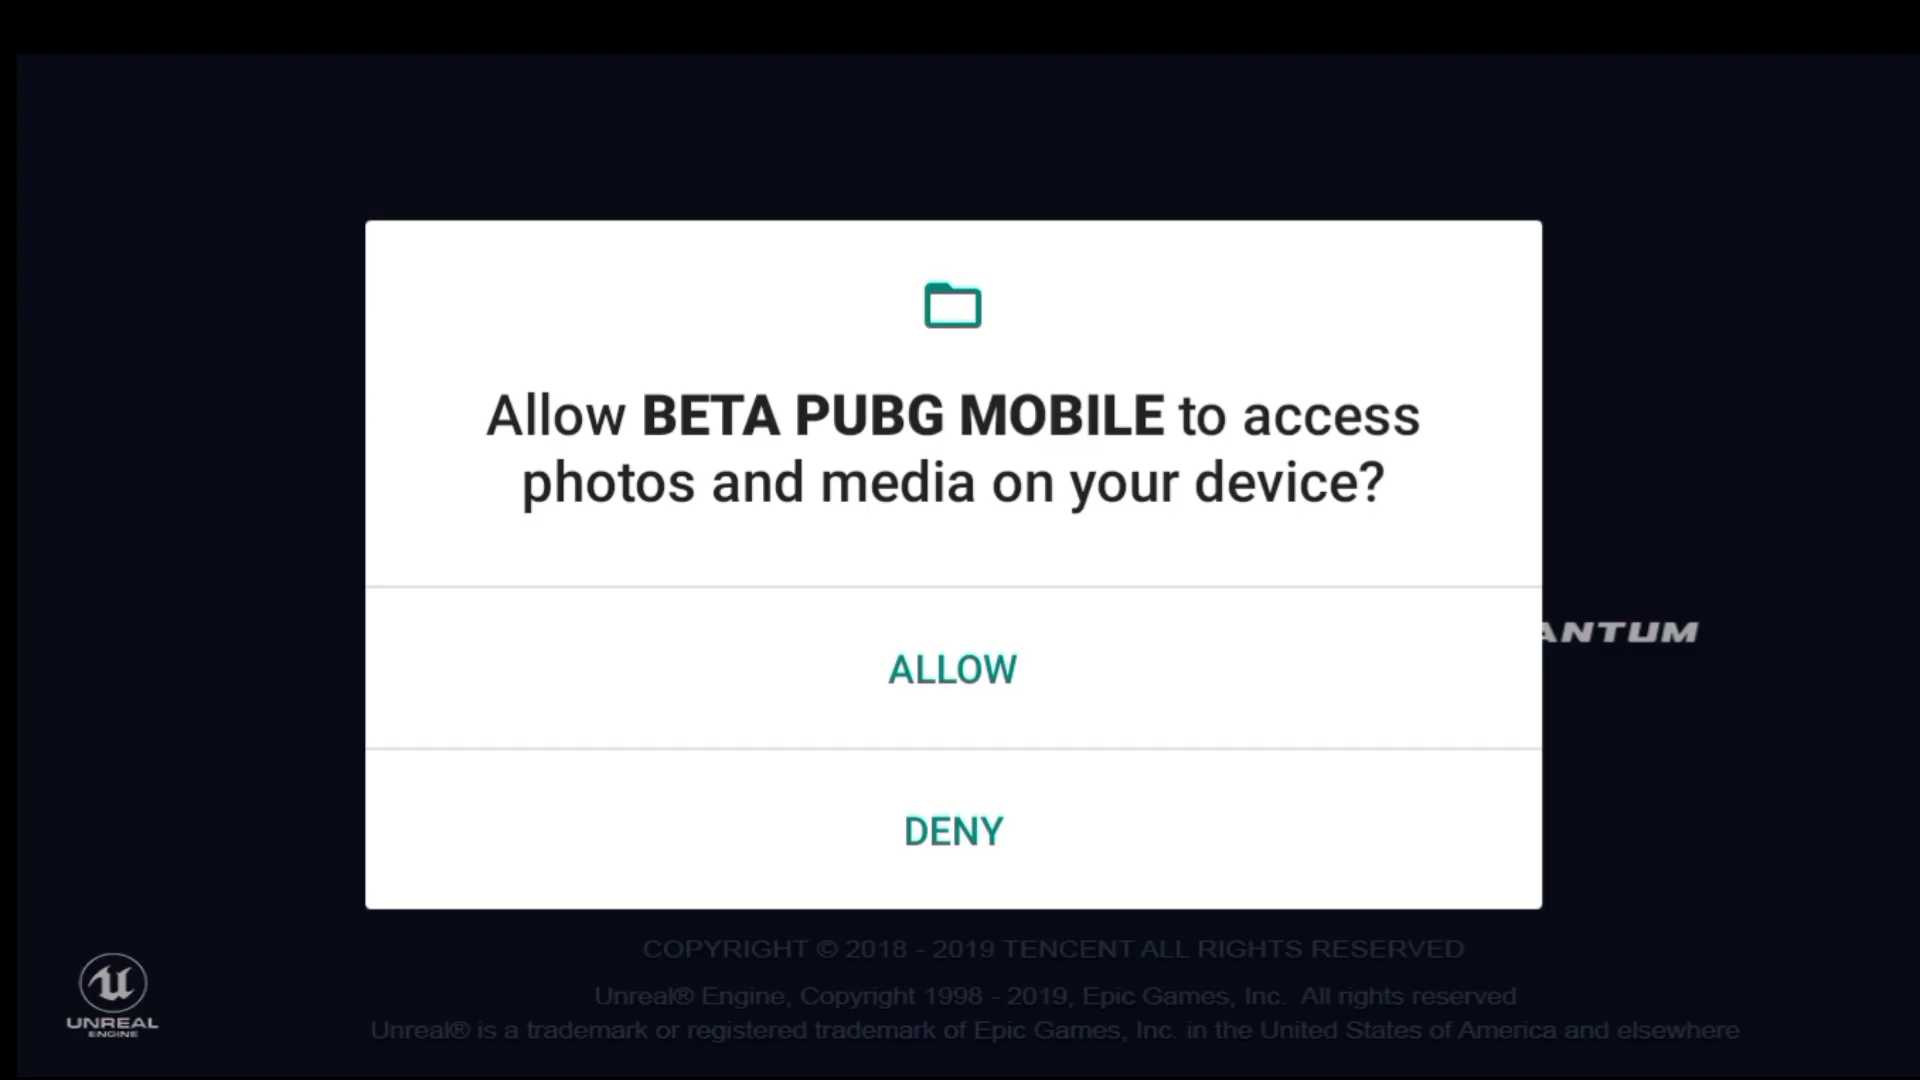 Allow BETA PUBG MOBILE to access
photos and media on your device?
ANTUM
ALLOW
DENY
COPYRIGHT © 2018 - 2019 TENCENT ALL RIGHTS RESERVED
Unreal® Engine, Copyright 1998 - 2019, Epic Games, Inc. All rights reserved
Unreal® is a trademark or registered trademark of Epic Games, Inc. in the United States of America and elsewhere
UNREAL
ENGINE